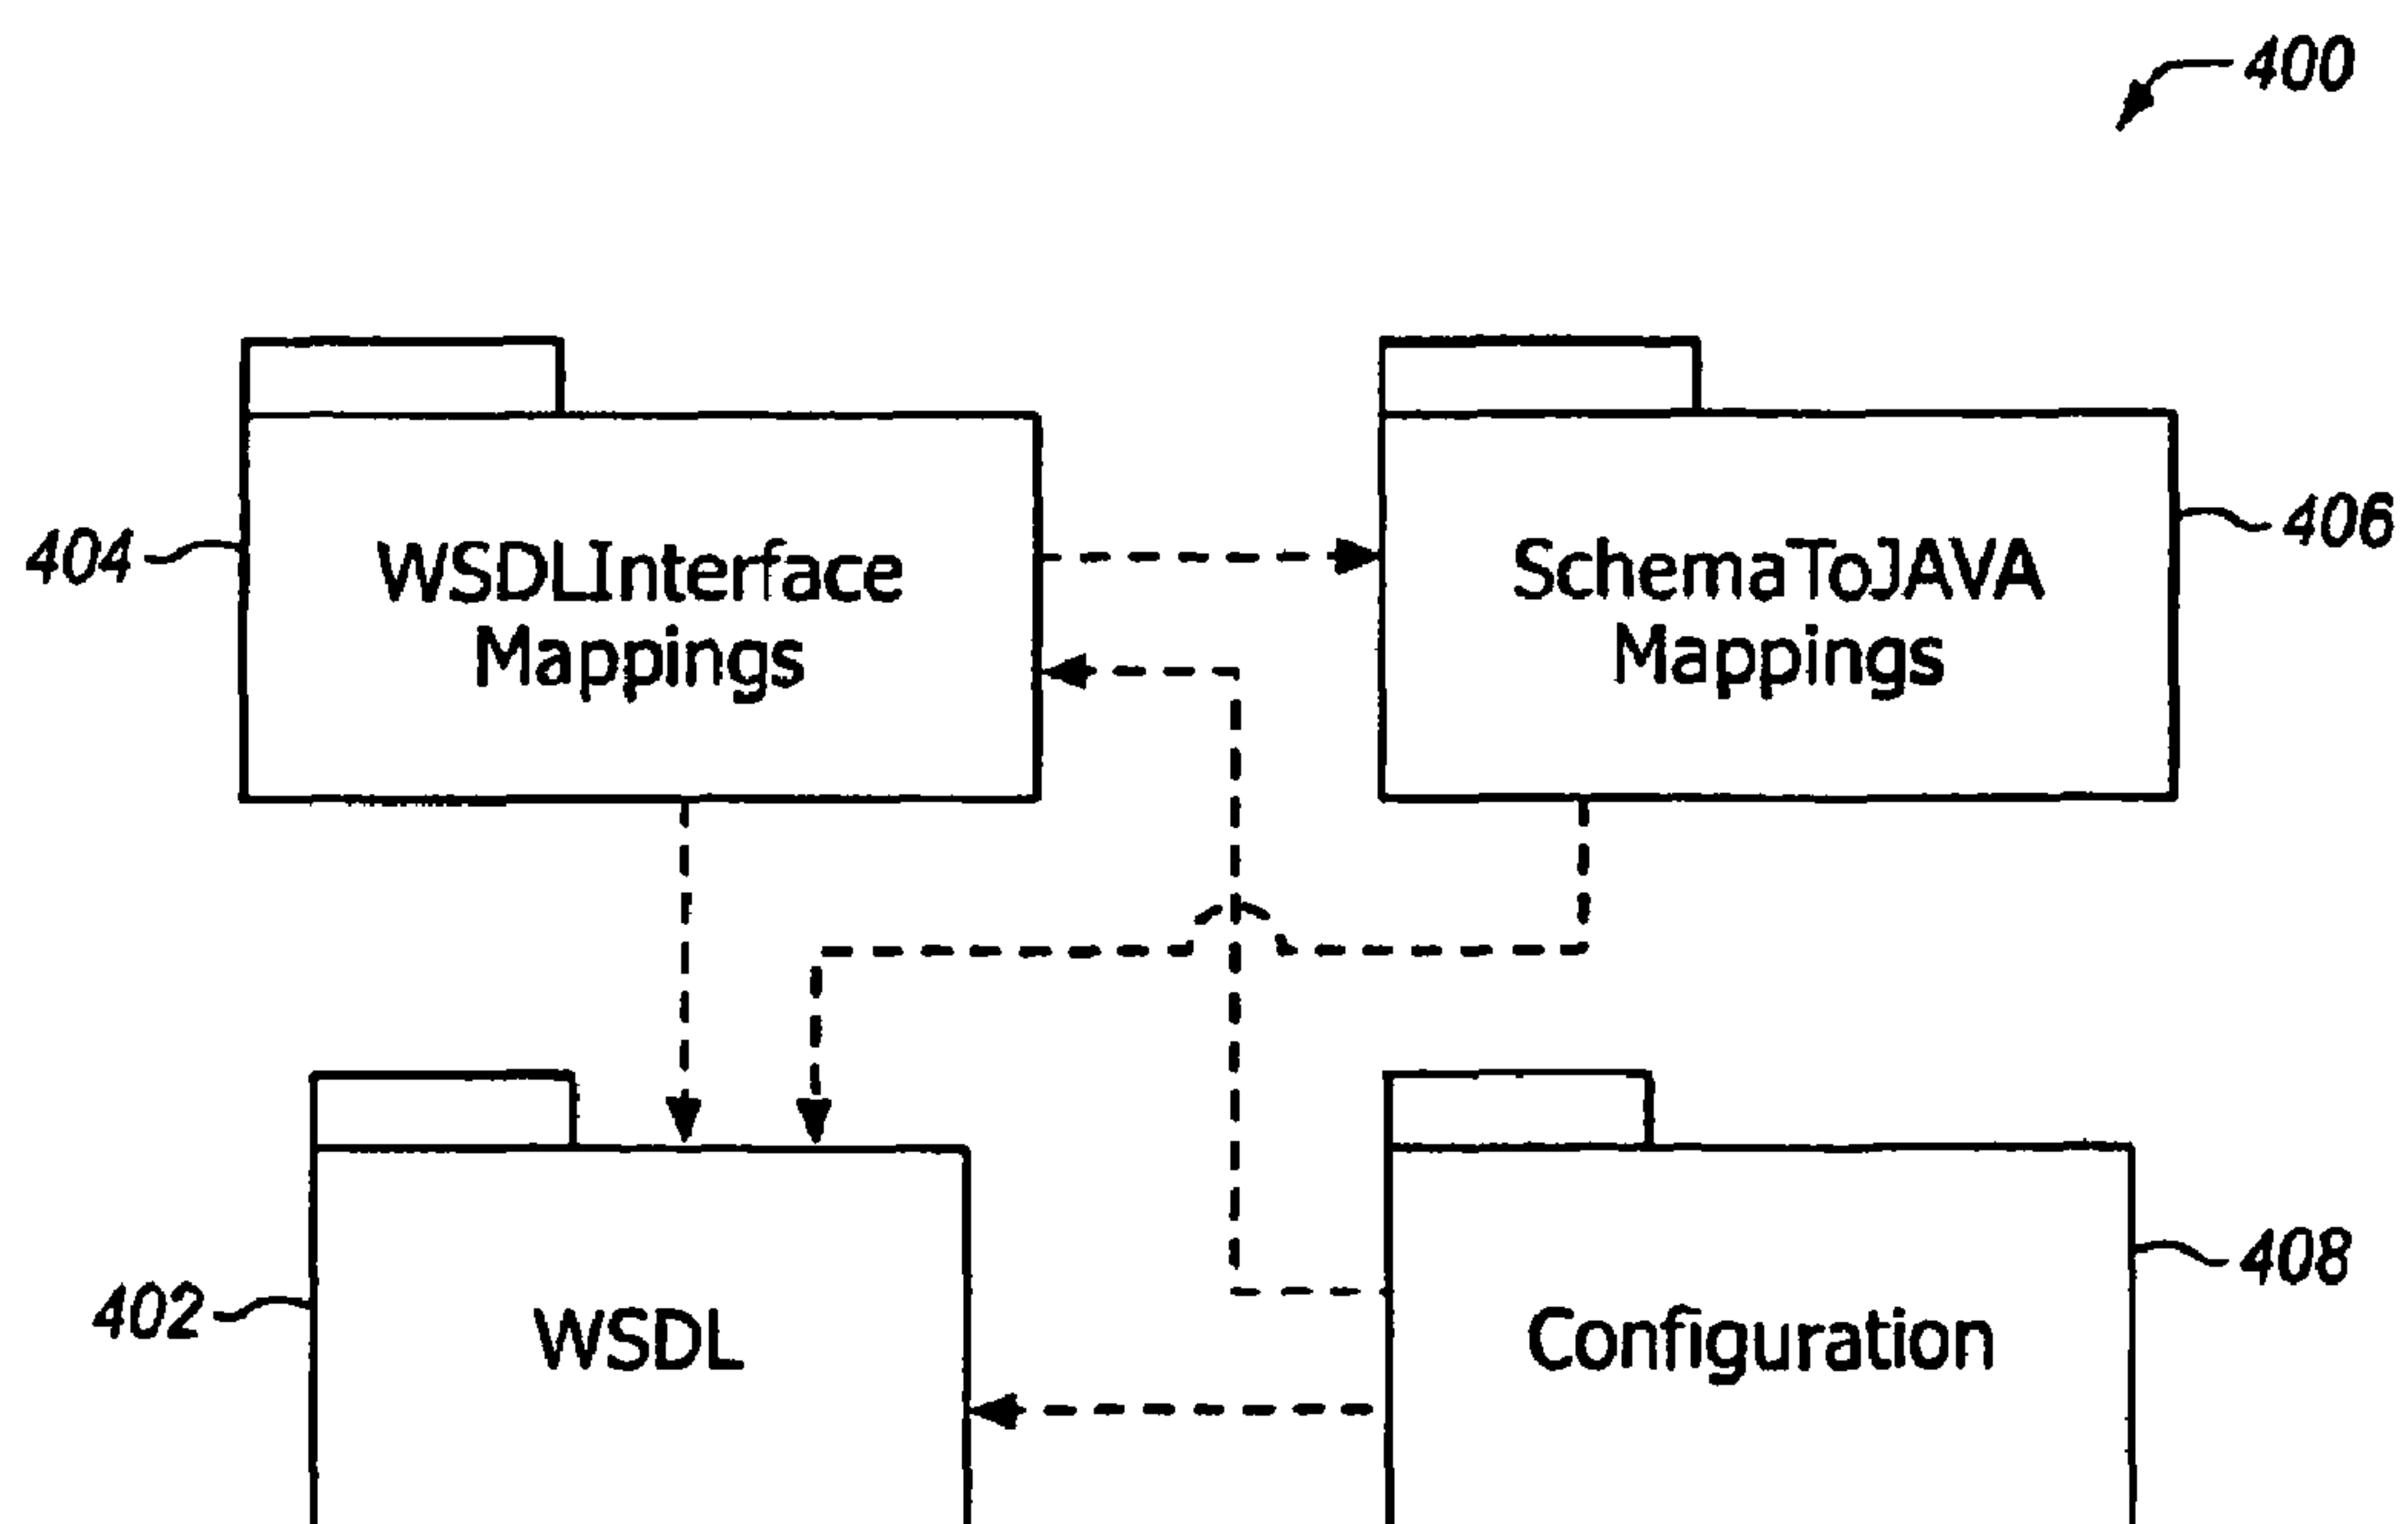 400
404
WSDLInterface
Mappings
SchemaToJAVA
Mappings
406
402
WSDL
Configuration
408